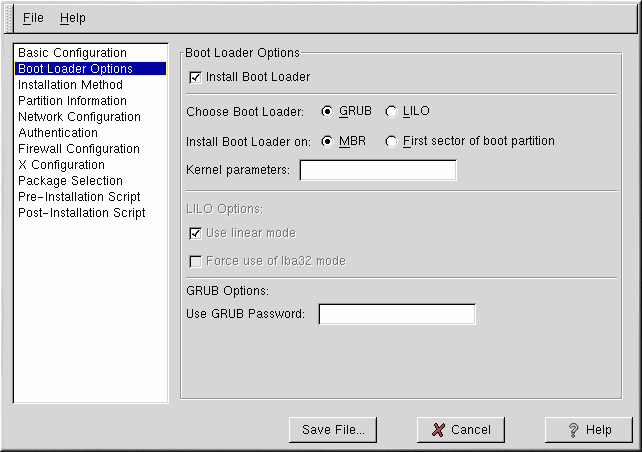 File Help
Basic Configuration
Boot Loader Options
Installation Method
Partition Information
Network Configuration
Authentication
Firewall Configuration
X Configuration
Package Selection
Pre-Installation Script
Post-Installation Script
Boot Loader Options
Install Boot Loader
Choose Boot Loader: GRUB LILO
Install Boot Loader on: MBR First sector of boot partition
Kernel parameters:
LILO Options:
Use linear mode
Force use of lba32 mode
GRUB Options:
Use GRUB Password:
Save File... Cancel Help